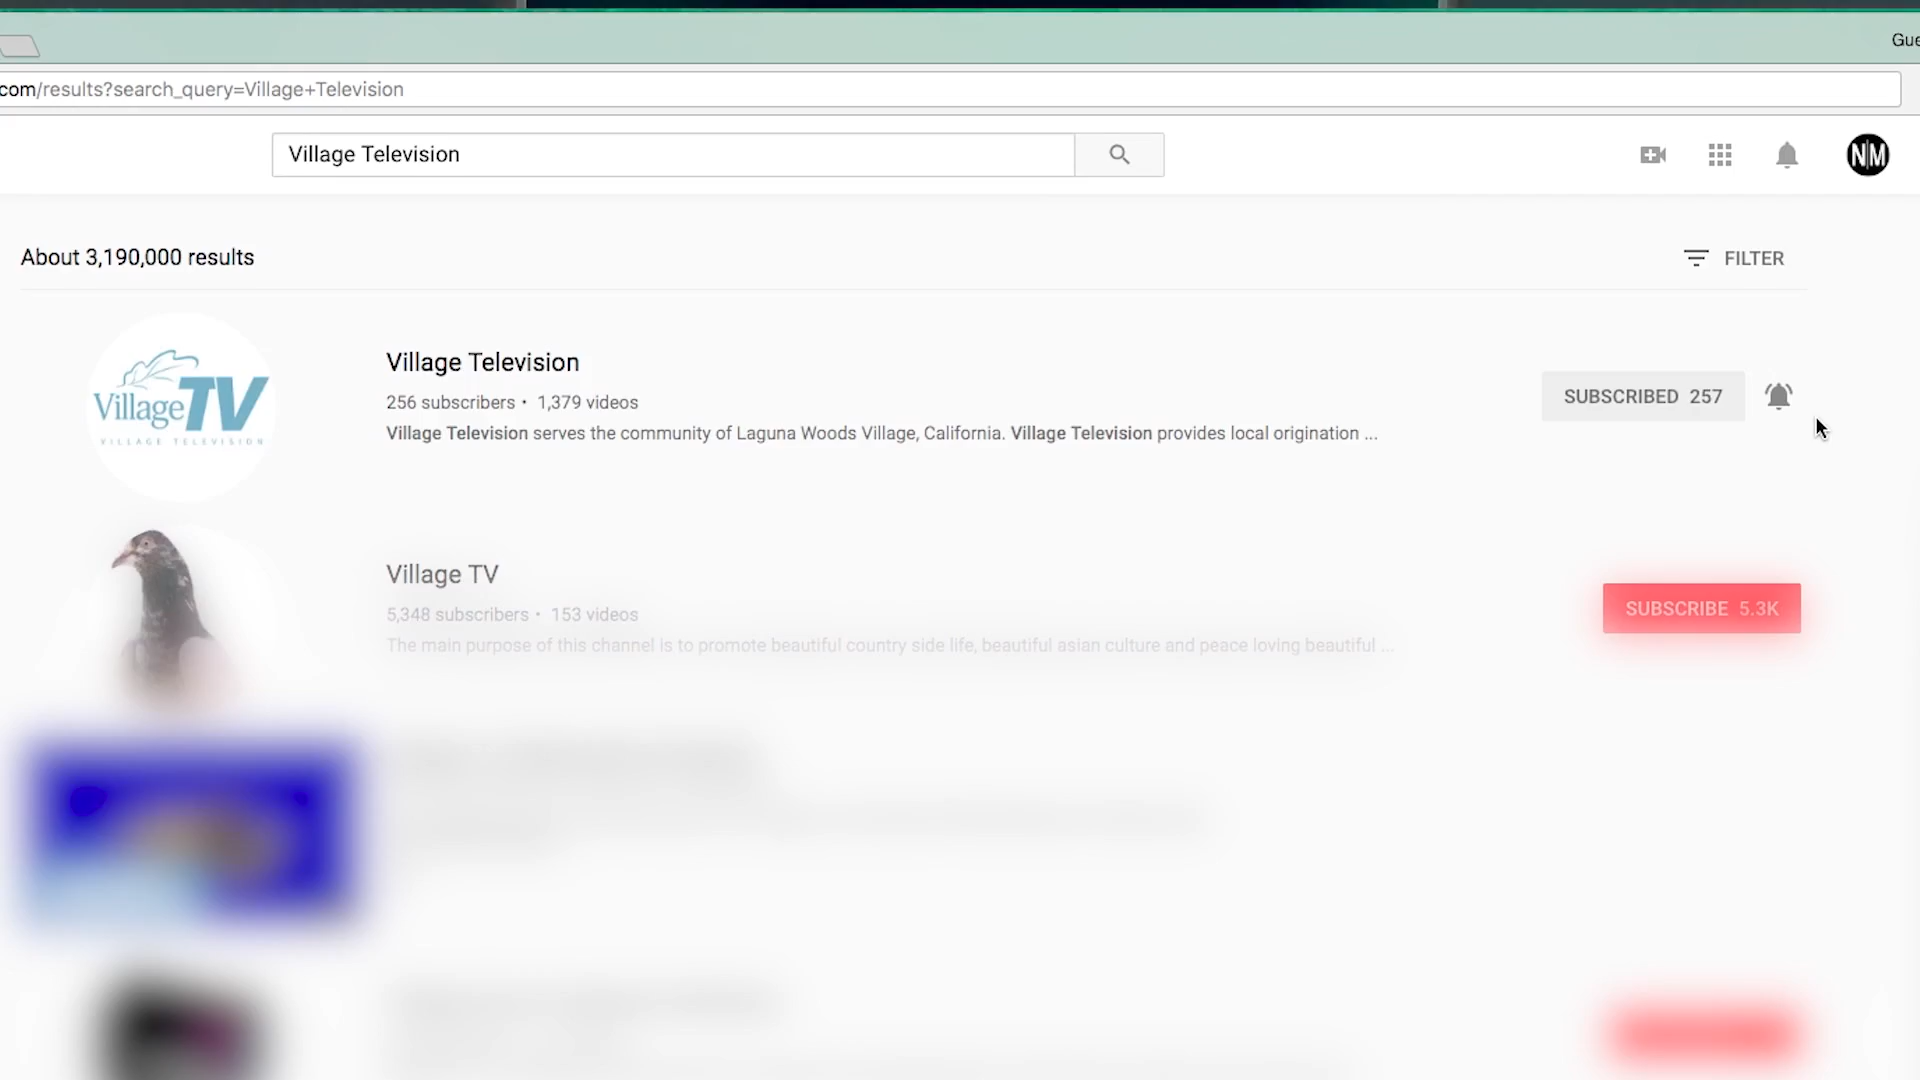 Gue
com/results?search_query=Village+Television
Village Television
N|M
About 3,190,000 results
FILTER
VillageTV
VILLAGE TELEVISION
Village Television
256 subscribers • 1,379 videos
Village Television serves the community of Laguna Woods Village, California. Village Television provides local origination ...
SUBSCRIBED 257
Village TV
5,348 subscribers • 153 videos
The main purpose of this channel is to promote beautiful country side life, beautiful asian culture and peace loving beautiful ...
SUBSCRIBE 5.3K